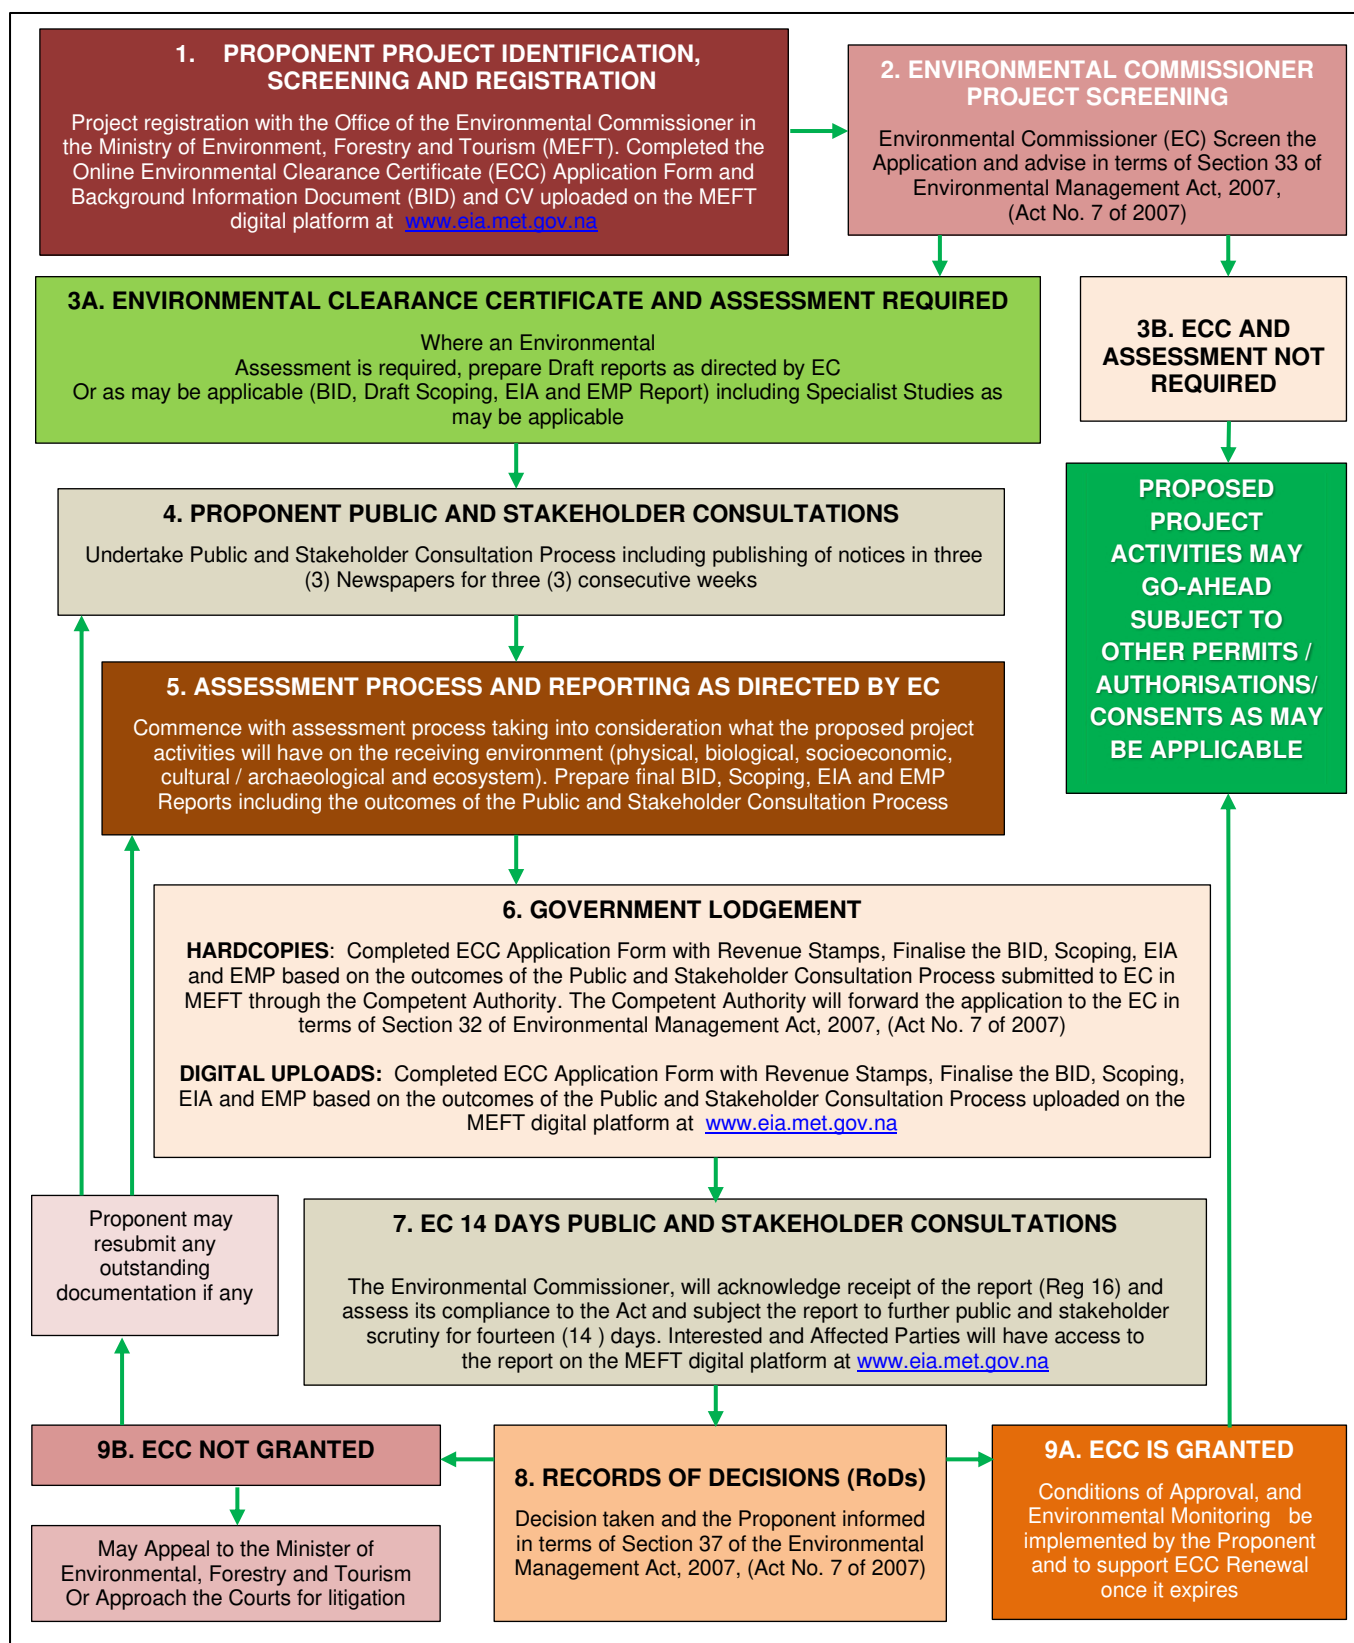 1. PROPONENT PROJECT IDENTIFICATION,
SCREENING AND REGISTRATION
Project registration with the Office of the Environmental Commissioner in
the Ministry of Environment, Forestry and Tourism (MEFT). Completed the
Online Environmental Clearance Certificate (ECC) Application Form and
Background Information Document (BID) and CV uploaded on the MEFT
digital platform at www.eia.met.gov.na
2. ENVIRONMENTAL COMMISSIONER
PROJECT SCREENING
Environmental Commissioner (EC) Screen the
Application and advise in terms of Section 33 of
Environmental Management Act, 2007,
(Act No. 7 of 2007)
3A. ENVIRONMENTAL CLEARANCE CERTIFICATE AND ASSESSMENT REQUIRED
Where an Environmental
Assessment is required, prepare Draft reports as directed by EC
Or as may be applicable (BID, Draft Scoping, EIA and EMP Report) including Specialist Studies as
may be applicable
3B. ECC AND
ASSESSMENT NOT
REQUIRED
4. PROPONENT PUBLIC AND STAKEHOLDER CONSULTATIONS
Undertake Public and Stakeholder Consultation Process including publishing of notices in three
(3) Newspapers for three (3) consecutive weeks
PROPOSED
PROJECT
ACTIVITIES MAY
GO-AHEAD
SUBJECT TO
OTHER PERMITS /
AUTHORISATIONS/
CONSENTS AS MAY
BE APPLICABLE
5. ASSESSMENT PROCESS AND REPORTING AS DIRECTED BY EC
Commence with assessment process taking into consideration what the proposed project
activities will have on the receiving environment (physical, biological, socioeconomic,
cultural / archaeological and ecosystem). Prepare final BID, Scoping, EIA and EMP
Reports including the outcomes of the Public and Stakeholder Consultation Process
6. GOVERNMENT LODGEMENT
HARDCOPIES: Completed ECC Application Form with Revenue Stamps, Finalise the BID, Scoping, EIA
and EMP based on the outcomes of the Public and Stakeholder Consultation Process submitted to EC in
MEFT through the Competent Authority. The Competent Authority will forward the application to the EC in
terms of Section 32 of Environmental Management Act, 2007, (Act No. 7 of 2007)
DIGITAL UPLOADS: Completed ECC Application Form with Revenue Stamps, Finalise the BID, Scoping,
EIA and EMP based on the outcomes of the Public and Stakeholder Consultation Process uploaded on the
MEFT digital platform at www.eia.met.gov.na
Proponent may
resubmit any
outstanding
documentation if any
7. EC 14 DAYS PUBLIC AND STAKEHOLDER CONSULTATIONS
The Environmental Commissioner, will acknowledge receipt of the report (Reg 16) and
assess its compliance to the Act and subject the report to further public and stakeholder
scrutiny for fourteen (14 ) days. Interested and Affected Parties will have access to
the report on the MEFT digital platform at www.eia.met.gov.na
9B. ECC NOT GRANTED
May Appeal to the Minister of
Environmental, Forestry and Tourism
Or Approach the Courts for litigation
8. RECORDS OF DECISIONS (RoDs)
Decision taken and the Proponent informed
in terms of Section 37 of the Environmental
Management Act, 2007, (Act No. 7 of 2007)
9A. ECC IS GRANTED
Conditions of Approval, and
Environmental Monitoring be
implemented by the Proponent
and to support ECC Renewal
once it expires